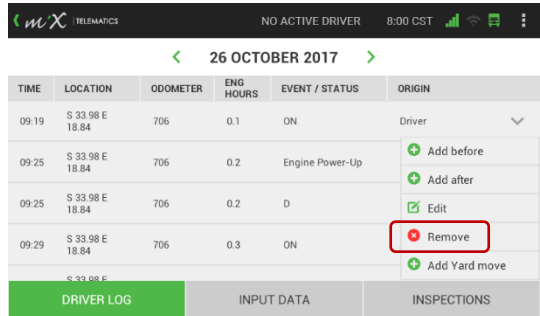 miX TELEMATICS NO ACTIVE DRIVER 8:00 CST
26 OCTOBER 2017
TIME LOCATION ODOMETER ENG HOURS EVENT / STATUS ORIGIN
09:19 S 33.98 E 18.84 706 0.1 ON Driver
09:25 S 33.98 E 18.84 706 0.2 Engine Power-Up
09:25 S 33.98 E 18.84 706 0.2 D
09:29 S 33.98 E 18.84 706 0.3 ON
S 33.98 E
Add before
Add after
Edit
Remove
Add Yard move
DRIVER LOG INPUT DATA INSPECTIONS